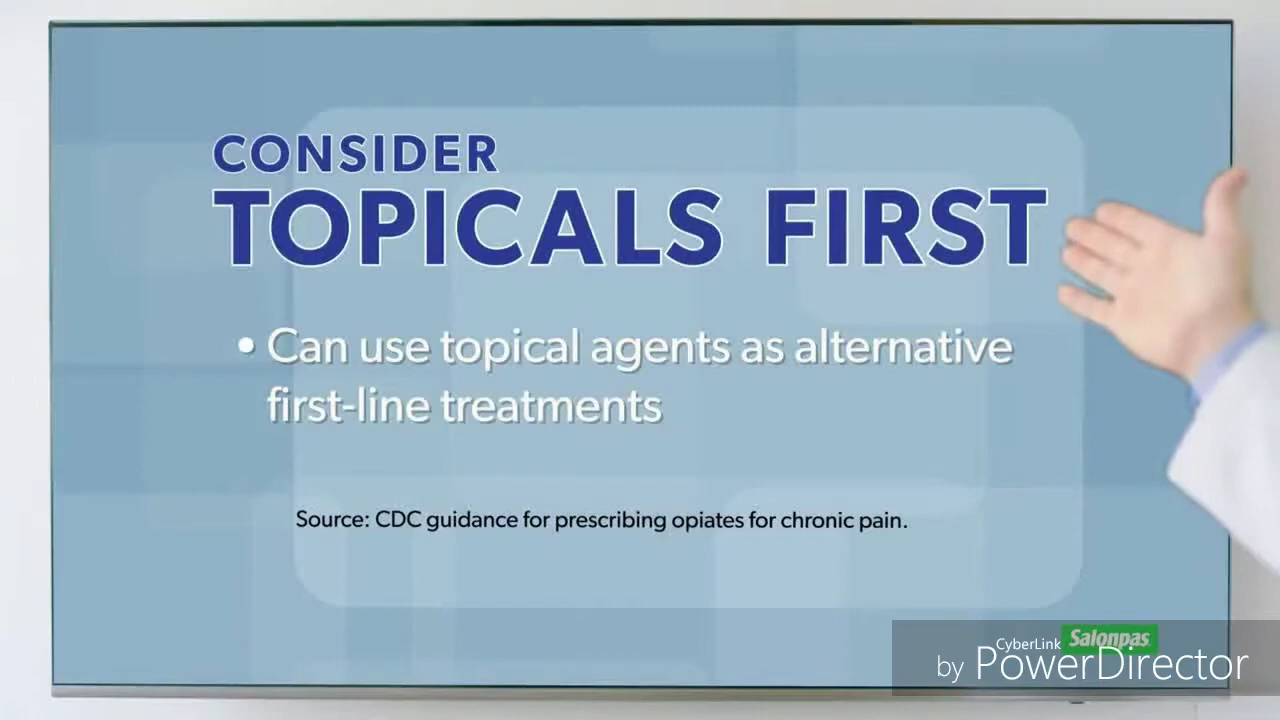 CONSIDER
TOPICALS FIRST
• Can use topical agents as alternative
first-line treatments
Source: CDC guidance for prescribing opiates for chronic pain.
Salonpas
CyberLink
by PowerDirector